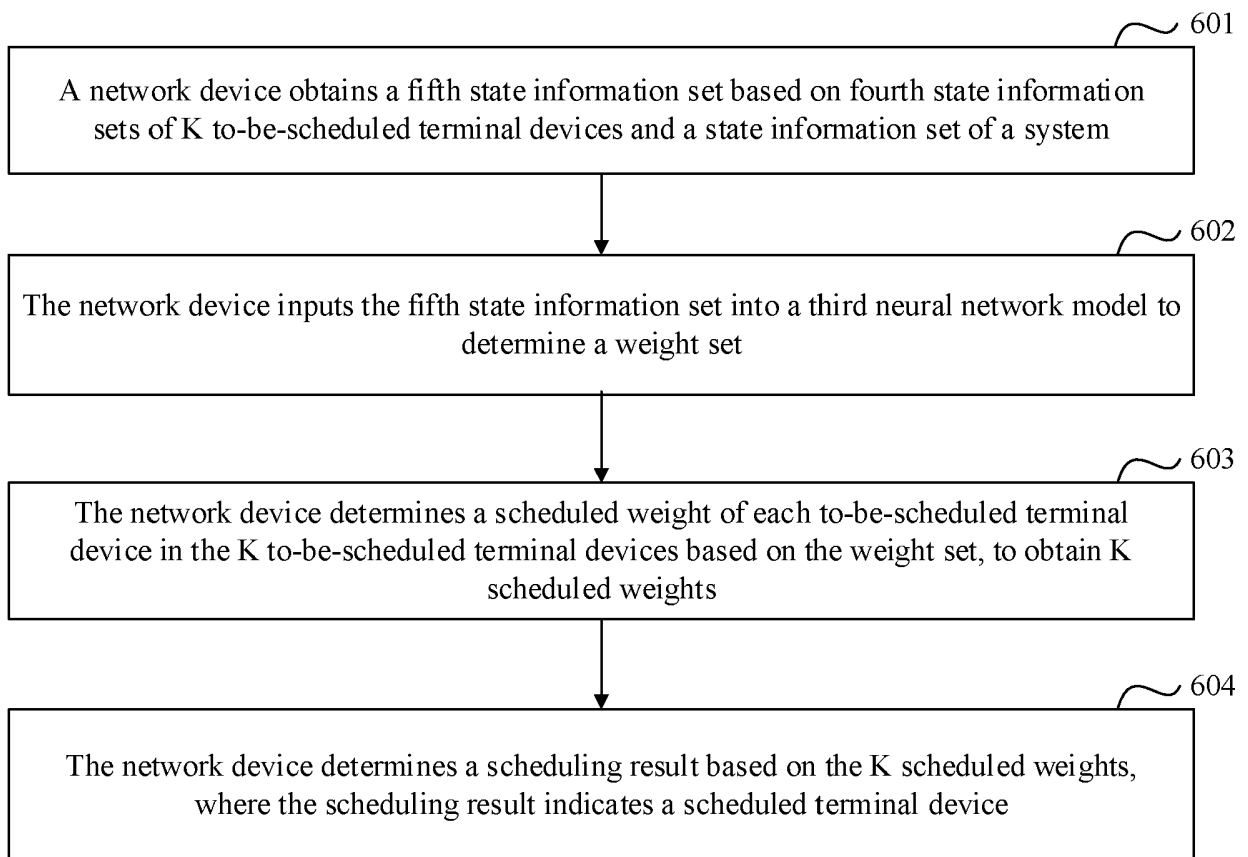 601
A network device obtains a fifth state information set based on fourth state information
sets of K to-be-scheduled terminal devices and a state information set of a system
602
The network device inputs the fifth state information set into a third neural network model to
determine a weight set
603
The network device determines a scheduled weight of each to-be-scheduled terminal
device in the K to-be-scheduled terminal devices based on the weight set, to obtain K
scheduled weights
604
The network device determines a scheduling result based on the K scheduled weights,
where the scheduling result indicates a scheduled terminal device